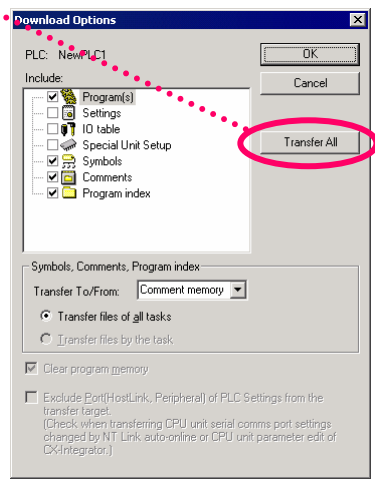 Download Options
PLC: NewPLC1
OK
Include:
Cancel
Program(s)
Settings
IO table
Transfer All
Special Unit Setup
Symbols
Comments
Program index
Symbols, Comments, Program index
Transfer To/From: Comment memory
Transfer files of all tasks
Transfer files by the task
Clear program memory
Exclude Port(HostLink, Peripheral) of PLC Settings from the
transfer target.
(Check when transferring CPU unit serial comms port settings
changed by NT Link auto-online or CPU unit parameter edit of
CX-Integrator.)